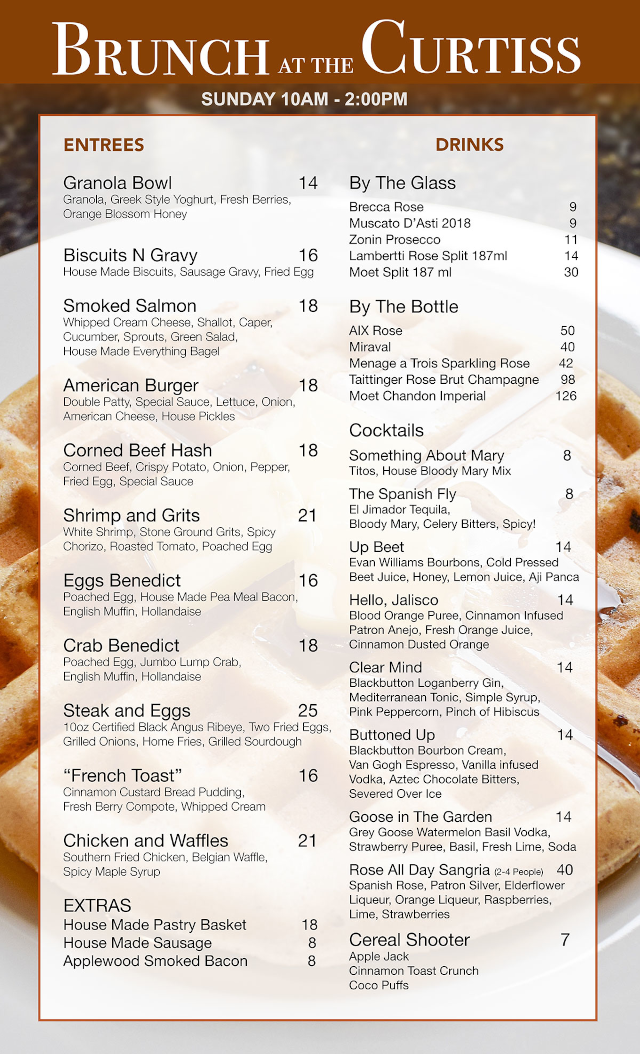 BRUNCH AT THE CURTISS
SUNDAY 10AM - 2:00PM
ENTREES
Granola Bowl 14
Granola, Greek Style Yoghurt, Fresh Berries,
Orange Blossom Honey
Biscuits N Gravy 16
House Made Biscuits, Sausage Gravy, Fried Egg
Smoked Salmon 18
Whipped Cream Cheese, Shallot, Caper,
Cucumber, Sprouts, Green Salad,
House Made Everything Bagel
American Burger 18
Double Patty, Special Sauce, Lettuce, Onion,
American Cheese, House Pickles
Corned Beef Hash 18
Corned Beef, Crispy Potato, Onion, Pepper,
Fried Egg, Special Sauce
Shrimp and Grits 21
White Shrimp, Stone Ground Grits, Spicy
Chorizo, Roasted Tomato, Poached Egg
Eggs Benedict 16
Poached Egg, House Made Pea Meal Bacon,
English Muffin, Hollandaise
Crab Benedict 18
Poached Egg, Jumbo Lump Crab,
English Muffin, Hollandaise
Steak and Eggs 25
10oz Certified Black Angus Ribeye, Two Fried Eggs,
Grilled Onions, Home Fries, Grilled Sourdough
“French Toast” 16
Cinnamon Custard Bread Pudding,
Fresh Berry Compote, Whipped Cream
Chicken and Waffles 21
Southern Fried Chicken, Belgian Waffle,
Spicy Maple Syrup
EXTRAS
House Made Pastry Basket 18
House Made Sausage 8
Applewood Smoked Bacon 8
DRINKS
By The Glass
Brecca Rose 9
Muscato D’Asti 2018 9
Zonin Prosecco 11
Lambertti Rose Split 187ml 14
Moet Split 187 ml 30
By The Bottle
AIX Rose 50
Miraval 40
Menage a Trois Sparkling Rose 42
Taittinger Rose Brut Champagne 98
Moet Chandon Imperial 126
Cocktails
Something About Mary 8
Titos, House Bloody Mary Mix
The Spanish Fly 8
El Jimador Tequila,
Bloody Mary, Celery Bitters, Spicy!
Up Beet 14
Evan Williams Bourbons, Cold Pressed
Beet Juice, Honey, Lemon Juice, Aji Panca
Hello, Jalisco 14
Blood Orange Puree, Cinnamon Infused
Patron Anejo, Fresh Orange Juice,
Cinnamon Dusted Orange
Clear Mind 14
Blackbutton Loganberry Gin,
Mediterranean Tonic, Simple Syrup,
Pink Peppercorn, Pinch of Hibiscus
Buttoned Up 14
Blackbutton Bourbon Cream,
Van Gogh Espresso, Vanilla infused
Vodka, Aztec Chocolate Bitters,
Severed Over Ice
Goose in The Garden 14
Grey Goose Watermelon Basil Vodka,
Strawberry Puree, Basil, Fresh Lime, Soda
Rose All Day Sangria (2-4 People) 40
Spanish Rose, Patron Silver, Elderflower
Liqueur, Orange Liqueur, Raspberries,
Lime, Strawberries
Cereal Shooter 7
Apple Jack
Cinnamon Toast Crunch
Coco Puffs